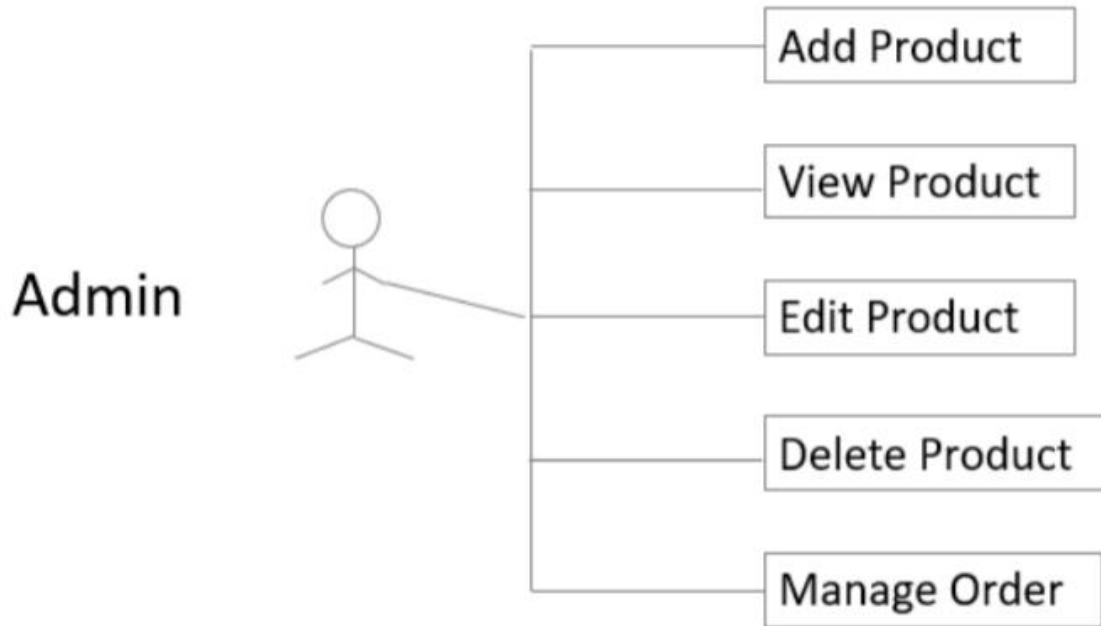 Add Product
View Product
Admin
Edit Product
Delete Product
Manage Order